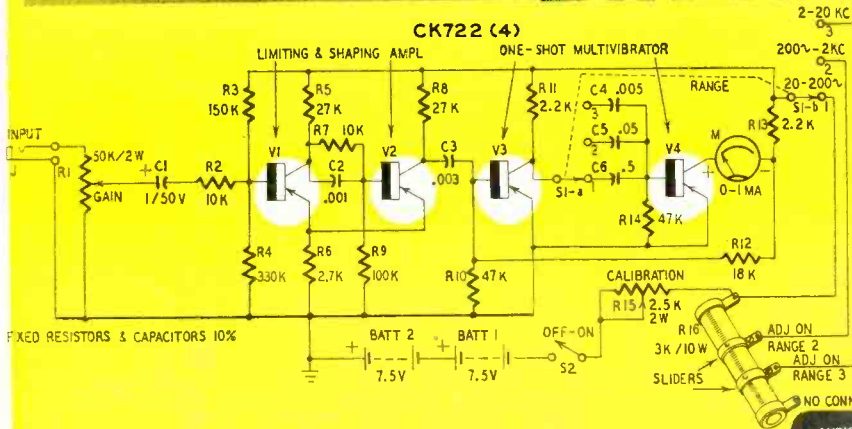 CK722 (4)
2-20 KC
3
200~-2KC
2
20-200~
S1-b 1
LIMITING & SHAPING AMPL
ONE-SHOT MULTIVIBRATOR
RANGE
R3
150K
R5
27K
R7 10K
R8
27K
R11
2.2K
C4 .005
3
C5 .05
2
C6 .5
1
S1-a
R13
2.2K
INPUT
J
R1
50K/2W
GAIN
+ C1
1/50V
R2
10K
V1
C2
.001
V2
C3
.003
V3
V4
M
+ -
0-1 MA
R14 47K
R12
18K
R4
330K
R6
2.7K
R9
100K
R10 47K
CALIBRATION
R15 2.5K
2W
FIXED RESISTORS & CAPACITORS 10%
+ BATT 2
7.5V
+ BATT 1
7.5V
OFF-ON
S2
R16
3K/10W
SLIDERS
ADJ ON
RANGE 2
ADJ ON
RANGE 3
NO CONN